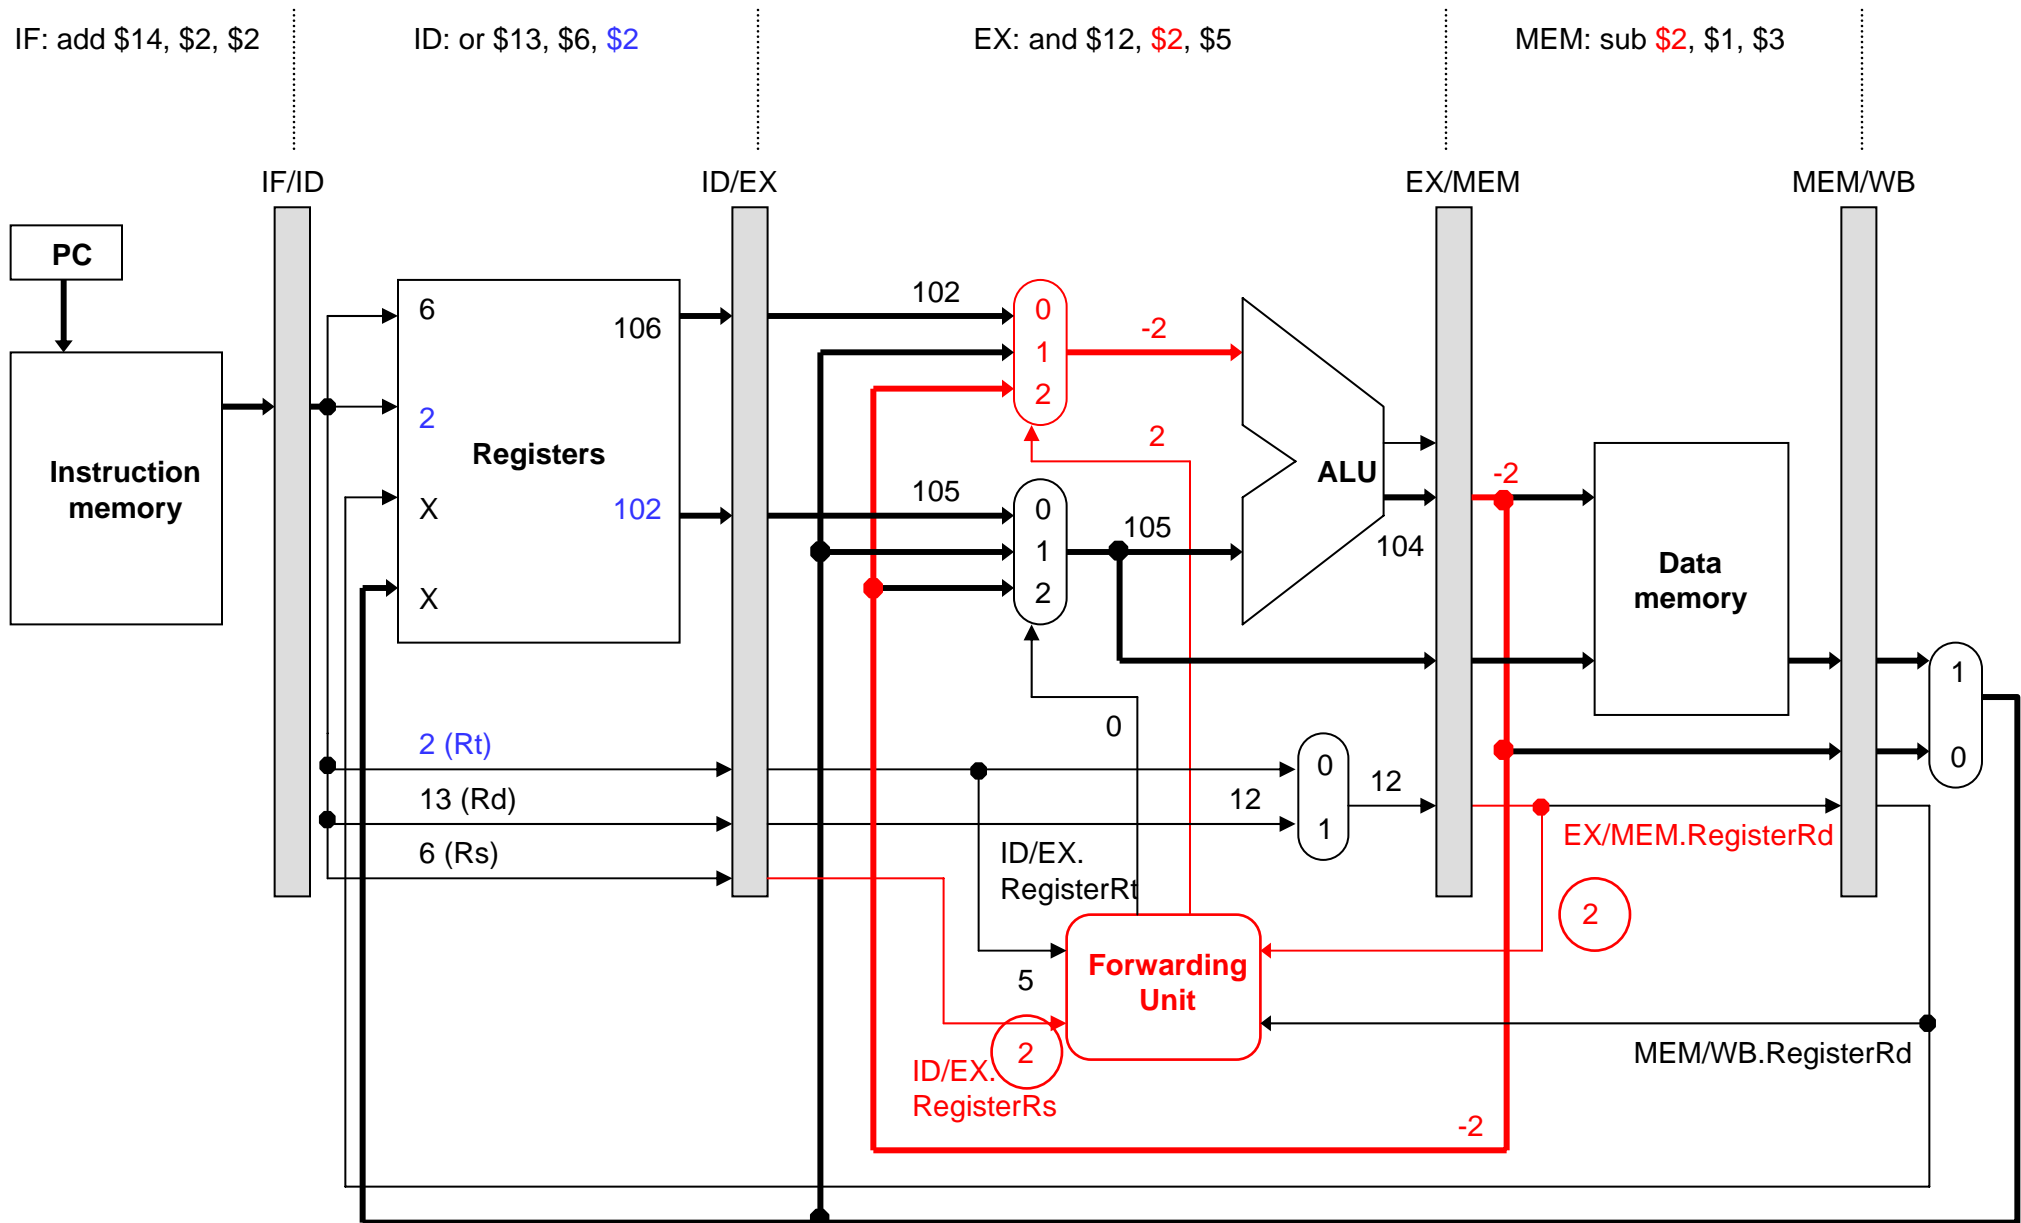 IF: add $14, $2, $2
ID: or $13, $6, $2
EX: and $12, $2, $5
MEM: sub $2, $1, $3
IF/ID
ID/EX
EX/MEM
MEM/WB
PC
Instruction
memory
6
2
X
X
Registers
106
102
102
0
1
2
-2
2
105
0
1
2
105
0
ALU
104
-2
Data
memory
1
0
2 (Rt)
13 (Rd)
6 (Rs)
12
0
1
12
ID/EX.
RegisterRt
EX/MEM.RegisterRd
2
5
Forwarding
Unit
2
ID/EX.
RegisterRs
MEM/WB.RegisterRd
-2